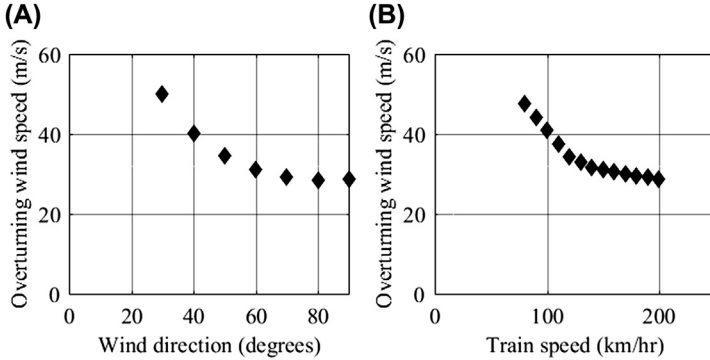 (A)
Overturning wind speed (m/s)
60
40
20
0
0 20 40 60 80
Wind direction (degrees)
(B)
Overturning wind speed (m/s)
60
40
20
0
0 100 200
Train speed (km/hr)